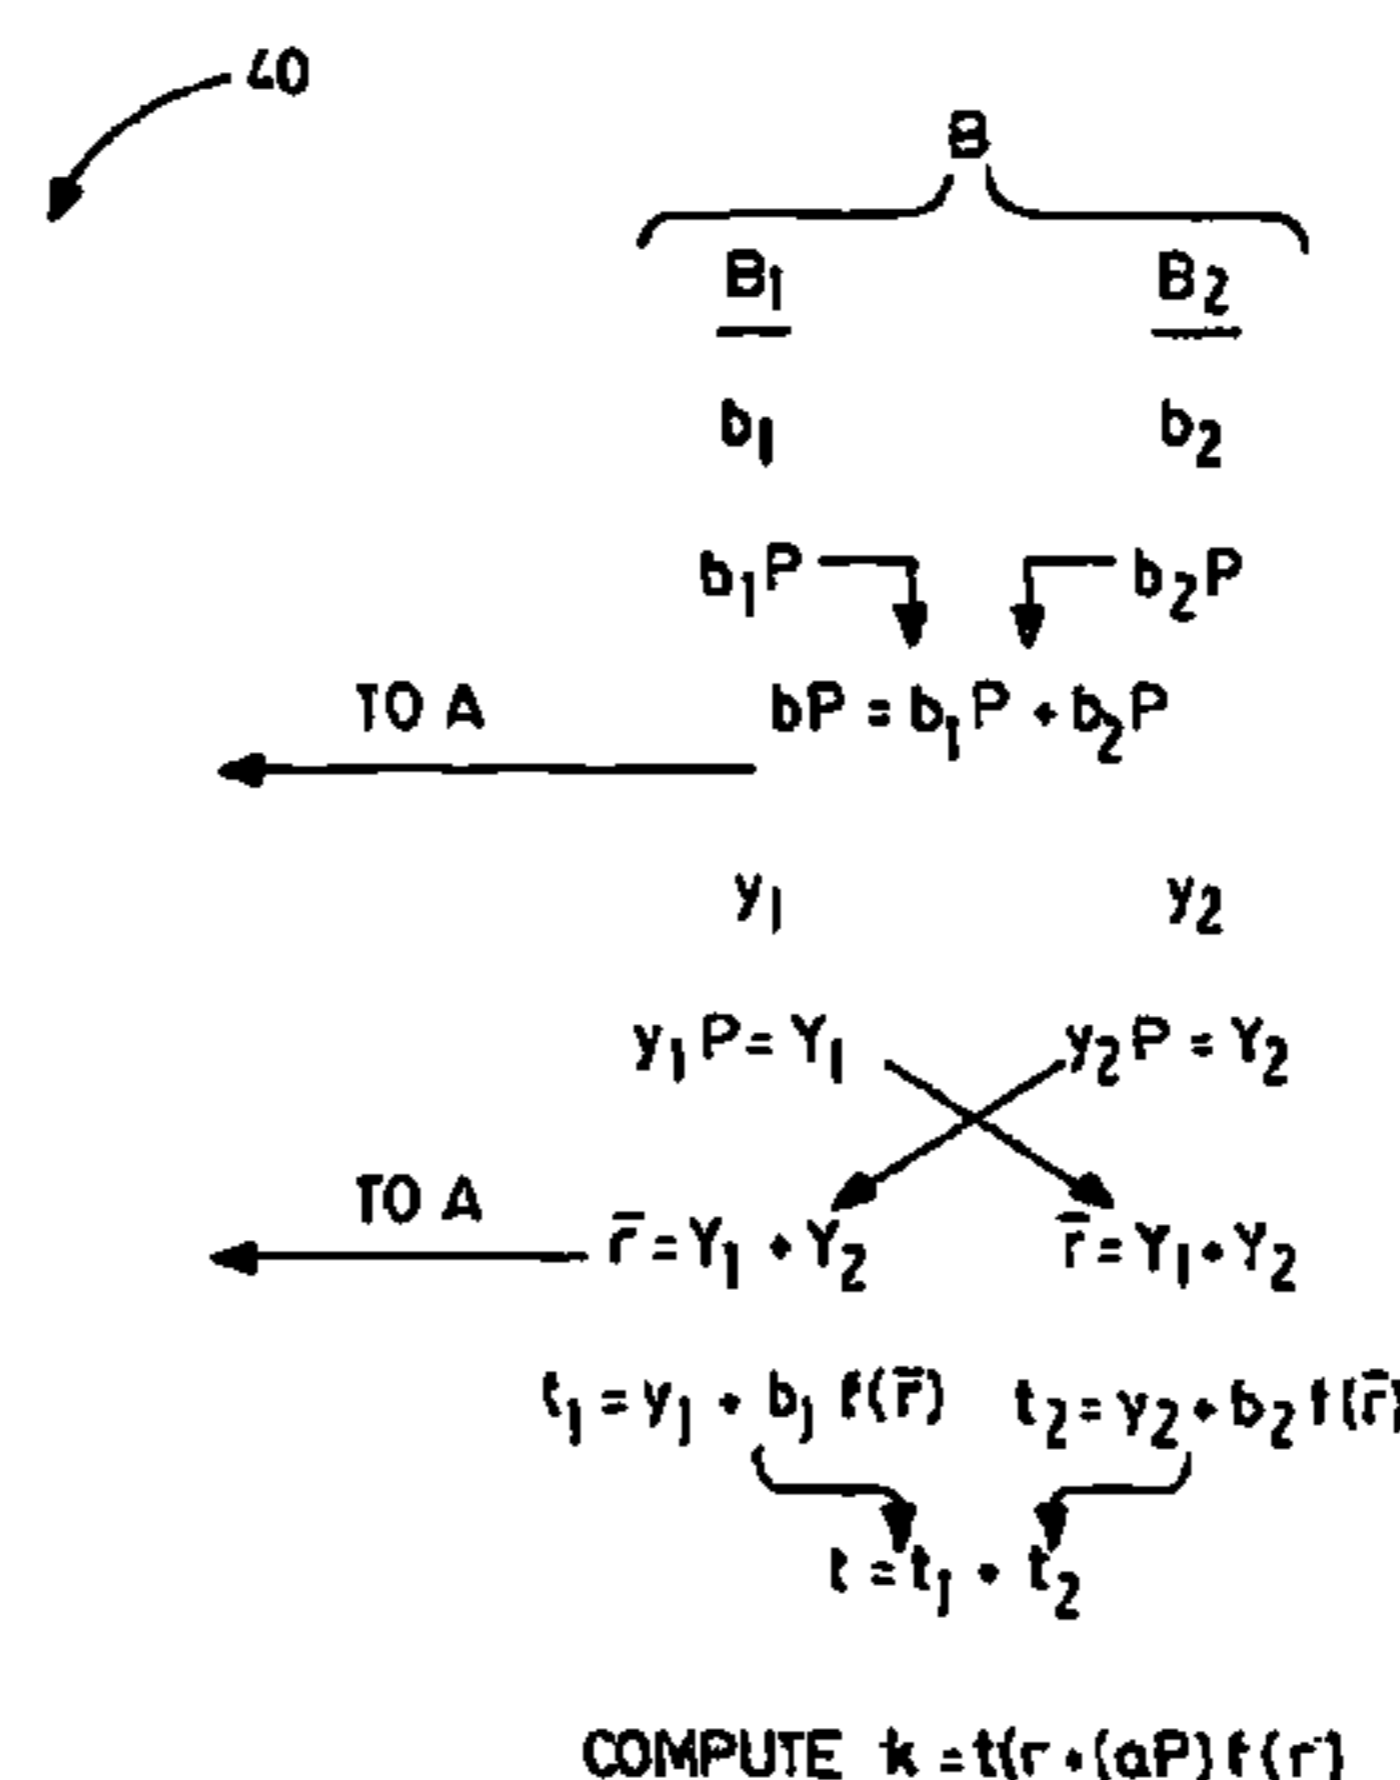 40
B
B₁ B₂
b₁ b₂
b₁P b₂P
TO A bP = b₁P + b₂P
y₁ y₂
y₁P = Y₁ y₂P = Y₂
TO A r̄ = Y₁ + Y₂ r̄ = Y₁ + Y₂
t₁ = y₁ + b₁ f(r̄) t₂ = y₂ + b₂ f(r̄)
t = t₁ + t₂
COMPUTE k = t(r + (aP) f(r)